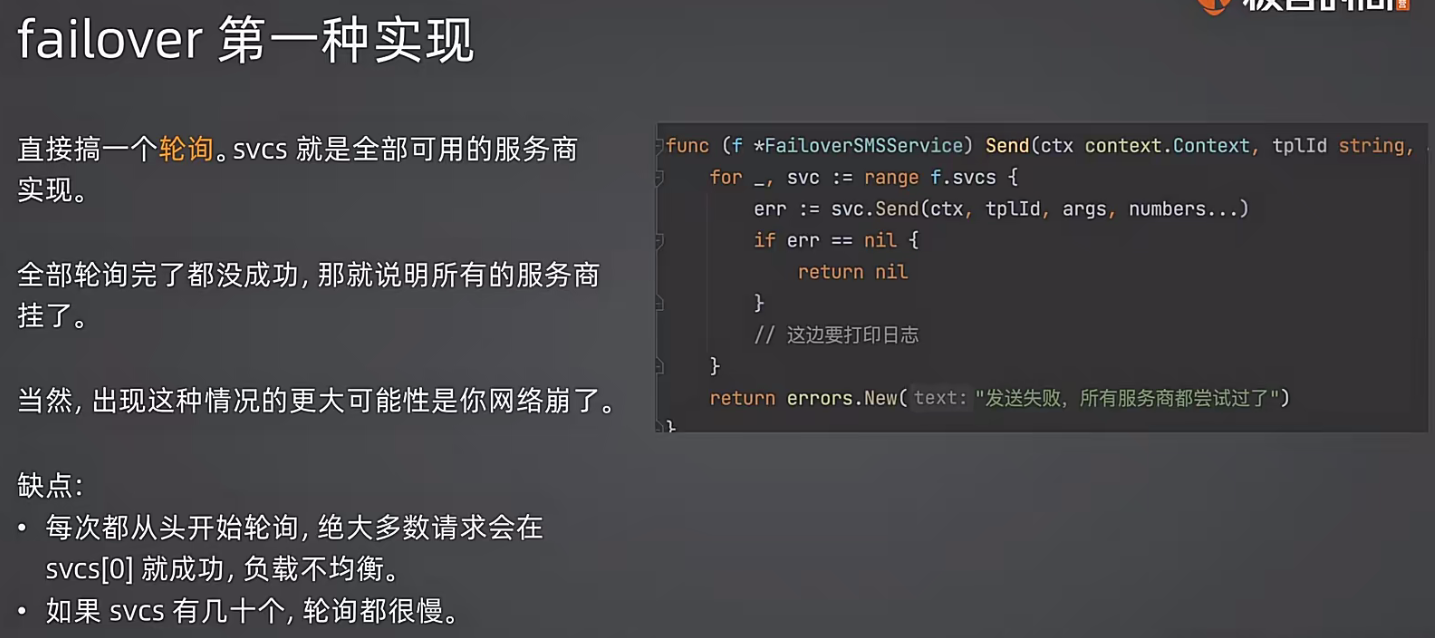 failover 第一种实现
直接搞一个轮询。svcs 就是全部可用的服务商
实现。
全部轮询完了都没成功, 那就说明所有的服务商
挂了。
当然, 出现这种情况的更大可能性是你网络崩了。
缺点:
• 每次都从头开始轮询, 绝大多数请求会在
svcs[0] 就成功, 负载不均衡。
• 如果 svcs 有几十个, 轮询都很慢。
func (f *FailoverSMSService) Send(ctx context.Context, tplId string,
for _, svc := range f.svcs {
err := svc.Send(ctx, tplId, args, numbers...)
if err == nil {
return nil
}
// 这边要打印日志
}
return errors.New( text: "发送失败，所有服务商都尝试过了")
}